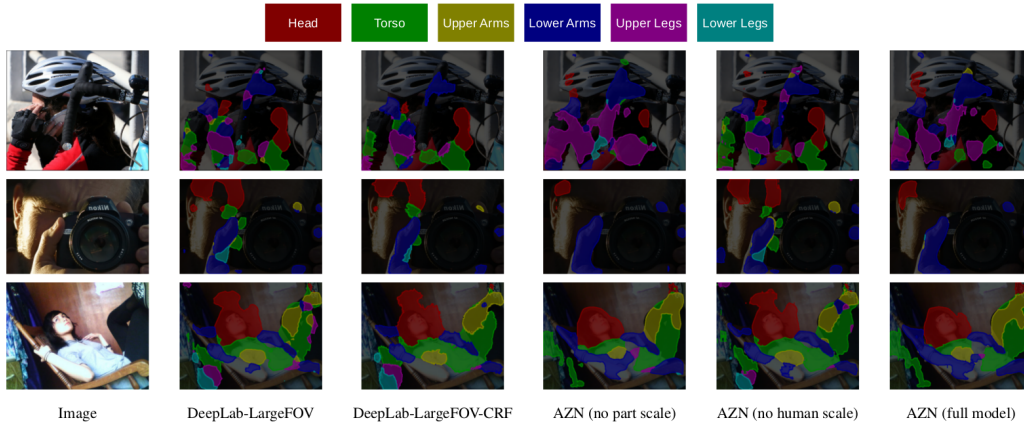 Head Torso Upper Arms Lower Arms Upper Legs Lower Legs
Nikon
Image DeepLab-LargeFOV DeepLab-LargeFOV-CRF AZN (no part scale) AZN (no human scale) AZN (full model)